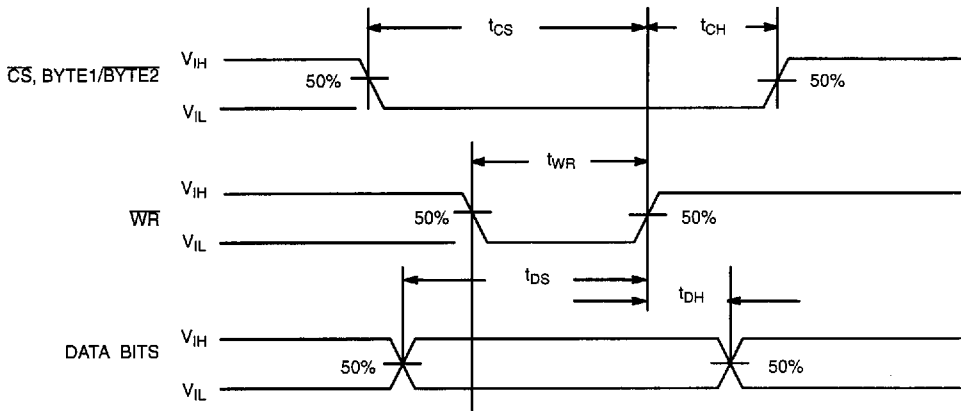 tCS
tCH
VIH
CS, BYTE1/BYTE2
50%
50%
VIL
tWR
VIH
WR
50%
50%
VIL
tDS
tDH
VIH
DATA BITS
50%
50%
VIL